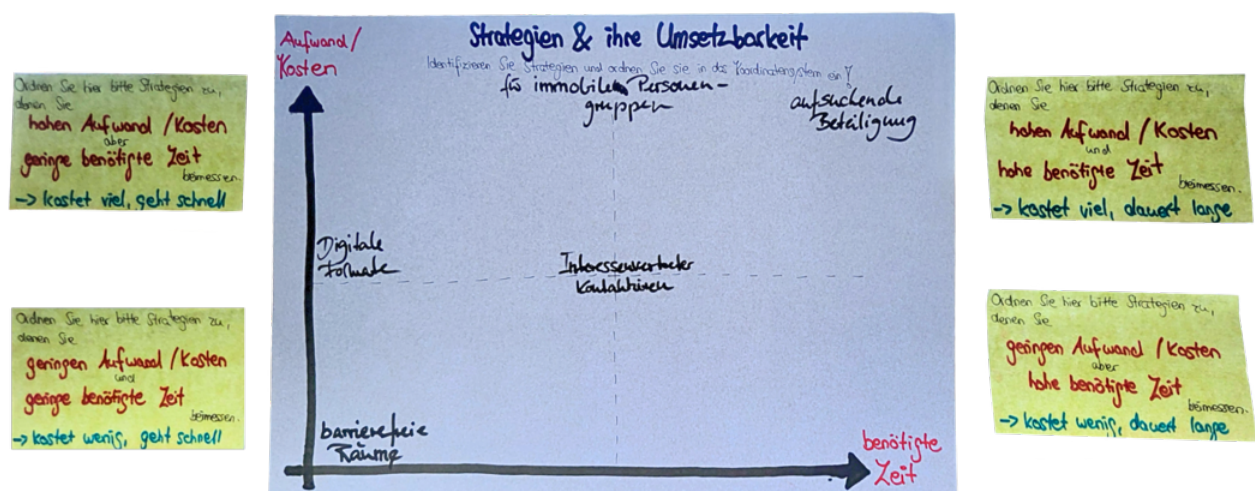 Strategien & ihre Umsetzbarkeit
Identifizieren Sie Strategien und ordnen Sie sie in das Koordinatensystem ein!
Aufwand/
Kosten
für immobile Personen-
gruppen
aufsuchende
Beteiligung
Digitale
Formate
Interessenvertreter
kontaktieren
barrierefreie
Räume
benötigte
Zeit
Ordnen Sie hier bitte Strategien zu,
denen Sie
hohen Aufwand / Kosten
aber
geringe benötigte Zeit
beimessen.
-> kostet viel, geht schnell
Ordnen Sie hier bitte Strategien zu,
denen Sie
geringen Aufwand / Kosten
und
geringe benötigte Zeit
beimessen.
-> kostet wenig, geht schnell
Ordnen Sie hier bitte Strategien zu,
denen Sie
hohen Aufwand / Kosten
und
hohe benötigte Zeit
beimessen.
-> kostet viel, dauert lange
Ordnen Sie hier bitte Strategien zu,
denen Sie
geringen Aufwand / Kosten
aber
hohe benötigte Zeit
beimessen.
-> kostet wenig, dauert lange